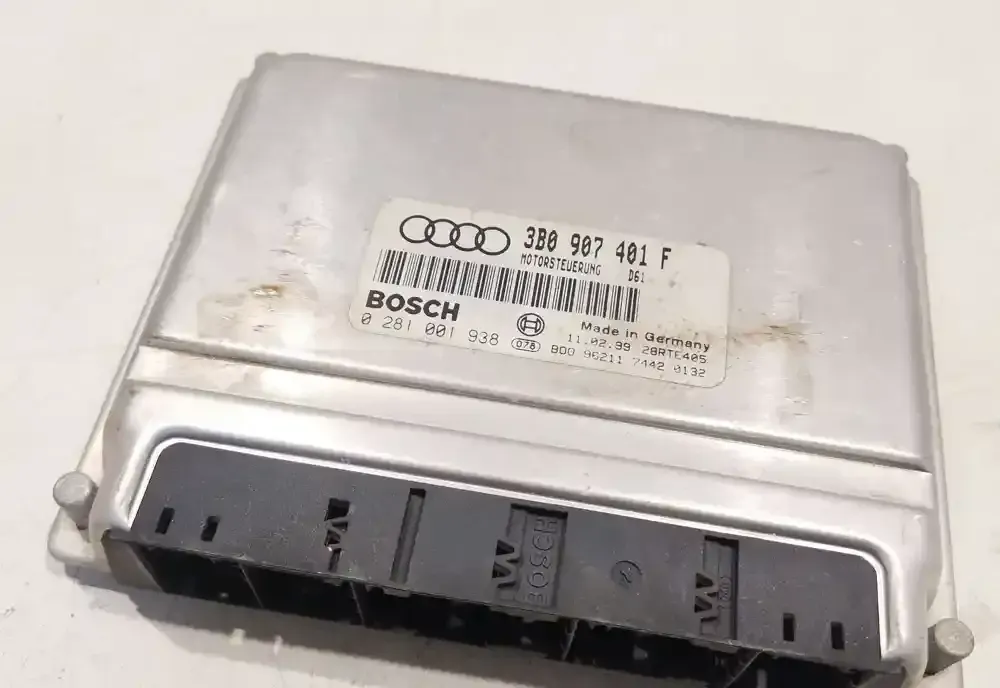 3B0 907 401 F
MOTORSTEUERUNG D61
BOSCH
0 281 001 938
078
Made in Germany
11.02.99 28RTE405
8D0 96211 7442 0132
BOSCH